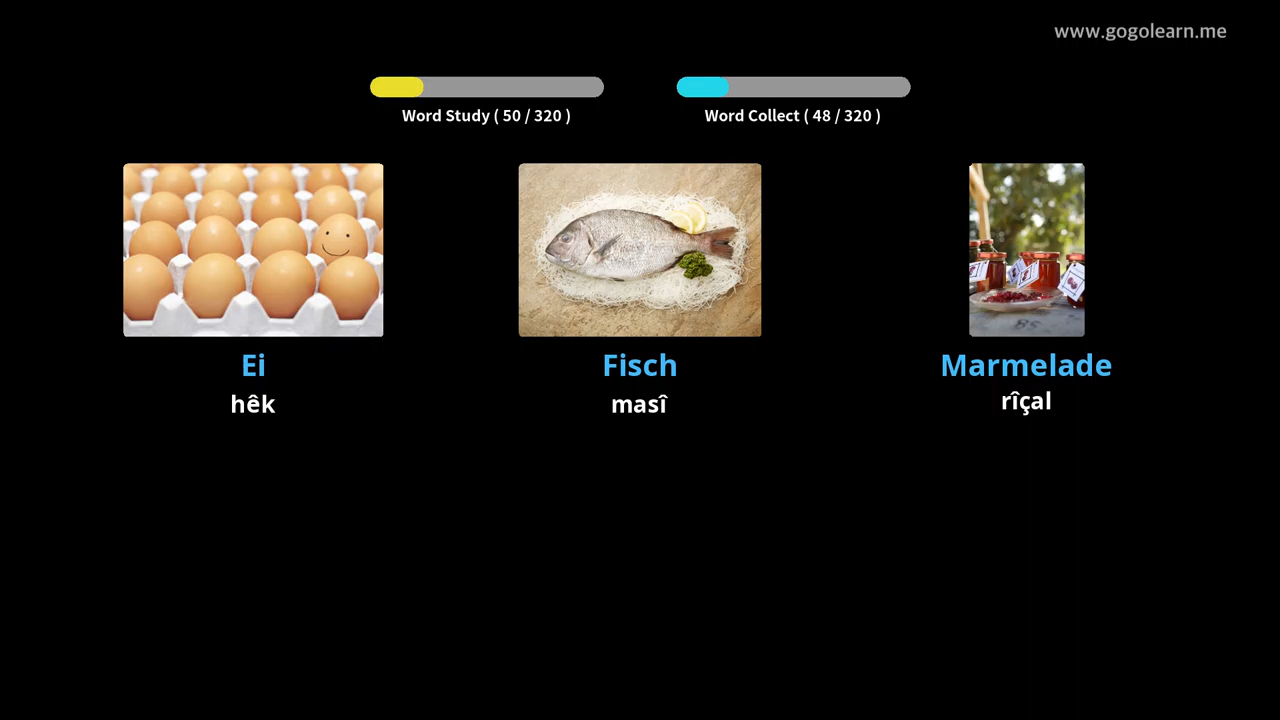 www.gogolearn.me
Word Study ( 50 / 320 )
Word Collect ( 48 / 320 )
Ei
Fisch
Marmelade
hêk
masî
rîçal